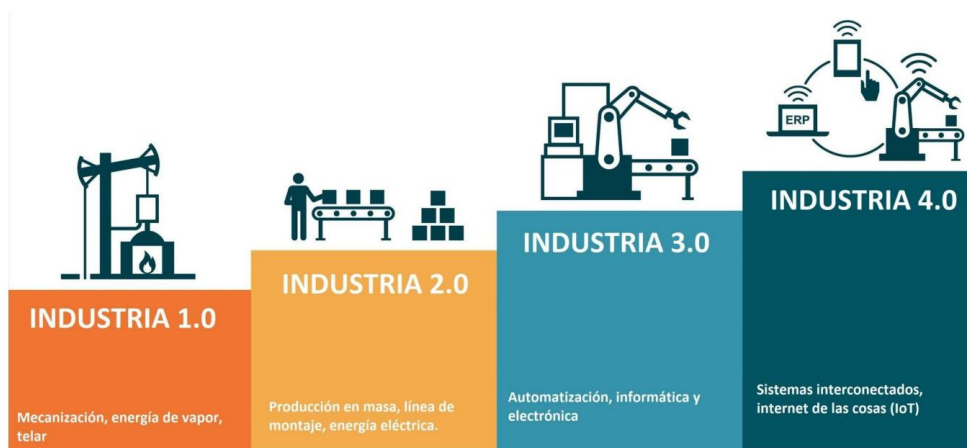 ERP
INDUSTRIA 1.0
Mecanización, energía de vapor,
telar
INDUSTRIA 2.0
Producción en masa, línea de
montaje, energía eléctrica.
INDUSTRIA 3.0
Automatización, informática y
electrónica
INDUSTRIA 4.0
Sistemas interconectados,
internet de las cosas (IoT)